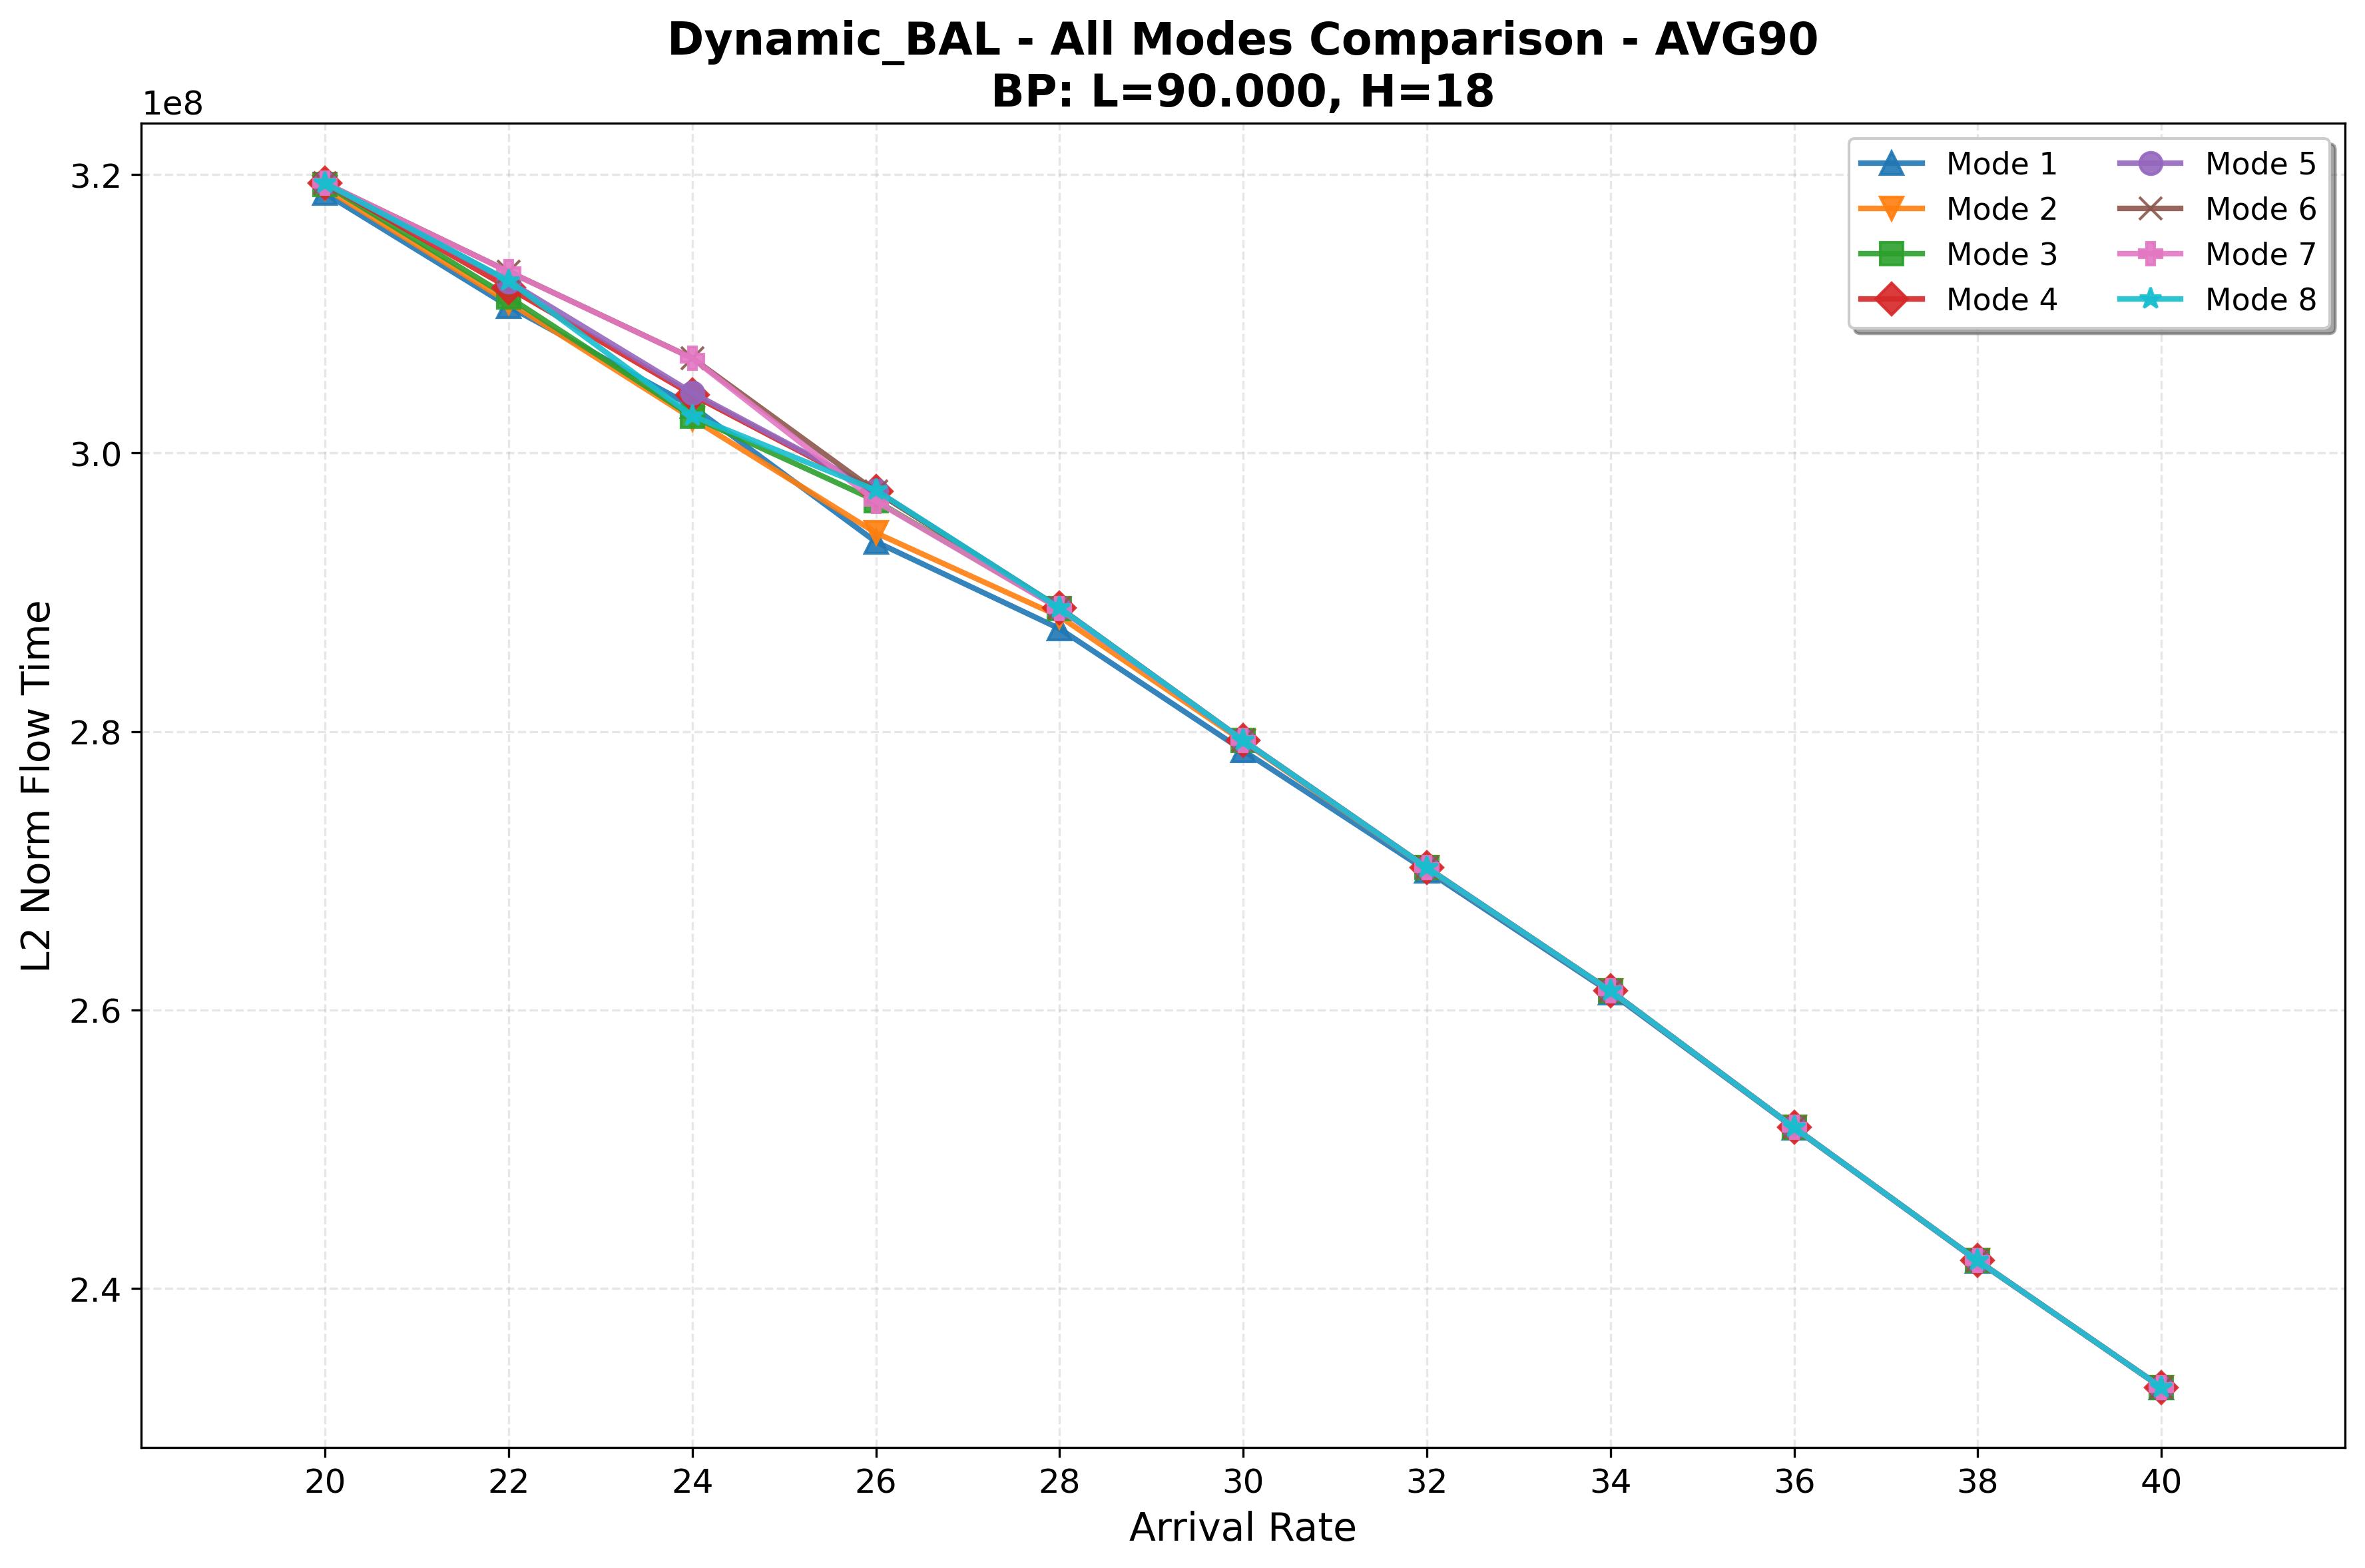 Dynamic_BAL - All Modes Comparison - AVG90
BP: L=90.000, H=18
1e8
Mode 1
Mode 2
Mode 3
Mode 4
Mode 5
Mode 6
Mode 7
Mode 8
3.2
3.0
2.8
2.6
2.4
L2 Norm Flow Time
20 22 24 26 28 30 32 34 36 38 40
Arrival Rate